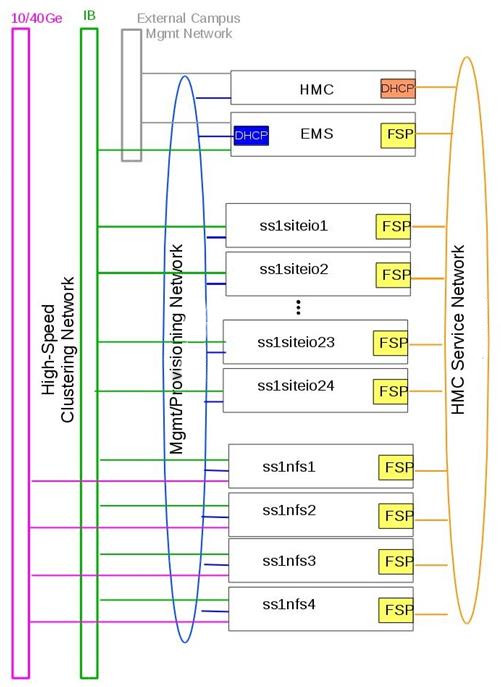 10/40Ge
IB
External Campus
Mgmt Network
HMC
DHCP
DHCP
EMS
FSP
ss1siteio1
FSP
ss1siteio2
FSP
ss1siteio23
FSP
ss1siteio24
FSP
ss1nfs1
FSP
ss1nfs2
FSP
ss1nfs3
FSP
ss1nfs4
FSP
High-Speed
Clustering Network
Mgmt/Provisioning Network
HMC Service Network